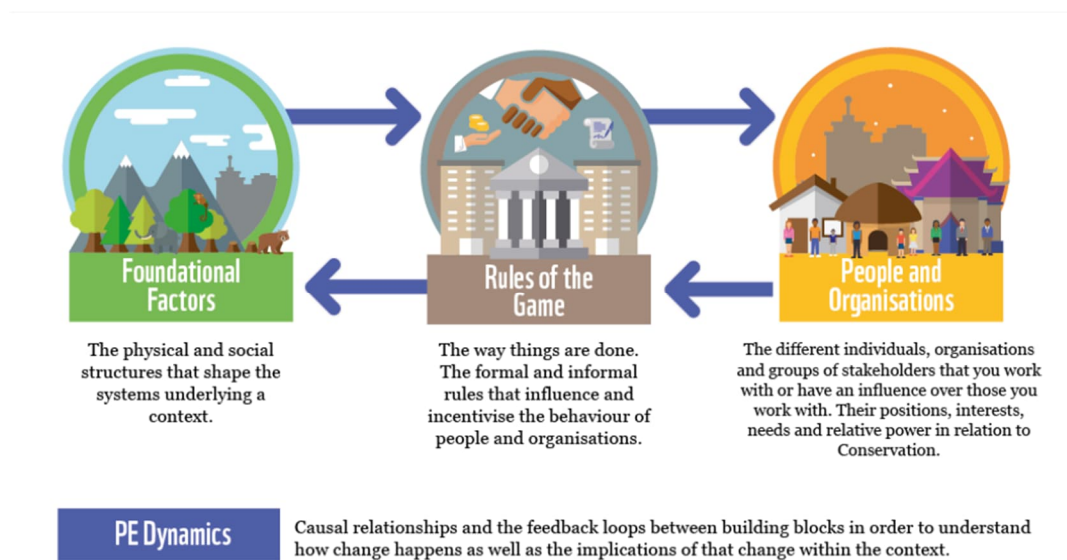 Foundational
Factors
The physical and social
structures that shape the
systems underlying a
context.
Rules of the
Game
The way things are done.
The formal and informal
rules that influence and
incentivise the behaviour of
people and organisations.
People and
Organisations
The different individuals, organisations
and groups of stakeholders that you work
with or have an influence over those you
work with. Their positions, interests,
needs and relative power in relation to
Conservation.
PE Dynamics
Causal relationships and the feedback loops between building blocks in order to understand
how change happens as well as the implications of that change within the context.